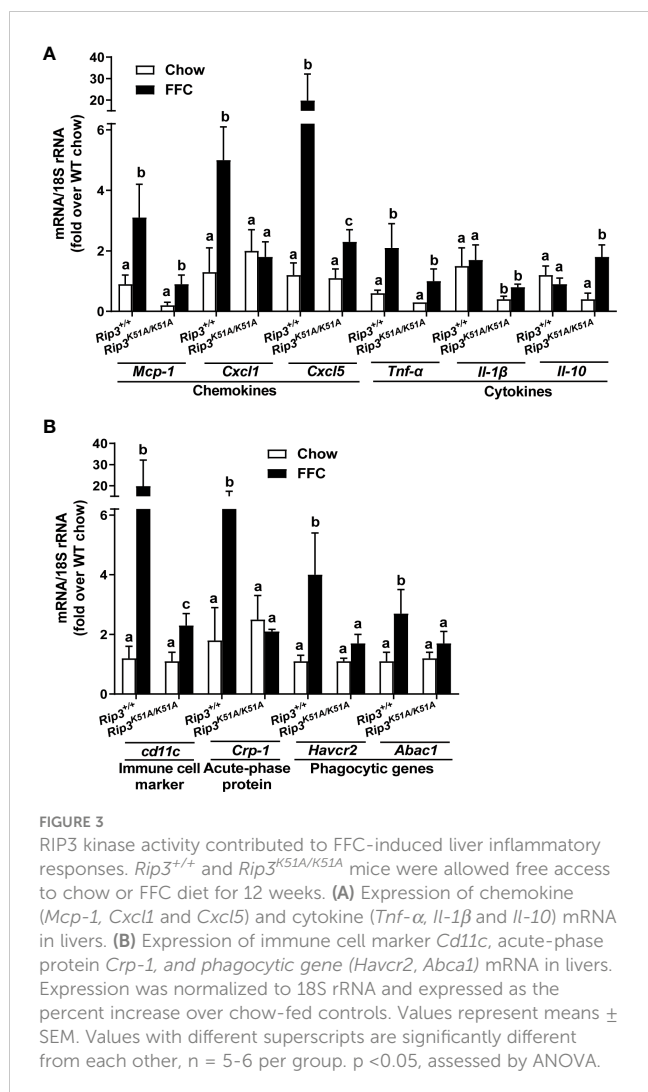 A
40
30
20
6
4
2
0
mRNA/18S rRNA
(fold over WT chow)
Chow
FFC
a b a b a b a a a b a c a b a b a a b b a a a b
Rip3+/+ Rip3K51A/K51A Rip3+/+ Rip3K51A/K51A Rip3+/+ Rip3K51A/K51A Rip3+/+ Rip3K51A/K51A Rip3+/+ Rip3K51A/K51A Rip3+/+ Rip3K51A/K51A
Mcp-1 Cxcl1 Cxcl5 Tnf-α Il-1β Il-10
Chemokines Cytokines
B
40
30
20
6
4
2
0
mRNA/18S rRNA
(fold over WT chow)
Chow
FFC
a b a c a b a a a b a a a b a a
Rip3+/+ Rip3K51A/K51A Rip3+/+ Rip3K51A/K51A Rip3+/+ Rip3K51A/K51A Rip3+/+ Rip3K51A/K51A
cd11c Crp-1 Havcr2 Abac1
Immune cell Acute-phase Phagocytic genes
marker protein
FIGURE 3
RIP3 kinase activity contributed to FFC-induced liver inflammatory
responses. Rip3+/+ and Rip3K51A/K51A mice were allowed free access
to chow or FFC diet for 12 weeks. (A) Expression of chemokine
(Mcp-1, Cxcl1 and Cxcl5) and cytokine (Tnf-α, Il-1β and Il-10) mRNA
in livers. (B) Expression of immune cell marker Cd11c, acute-phase
protein Crp-1, and phagocytic gene (Havcr2, Abca1) mRNA in livers.
Expression was normalized to 18S rRNA and expressed as the
percent increase over chow-fed controls. Values represent means ±
SEM. Values with different superscripts are significantly different
from each other, n = 5-6 per group. p <0.05, assessed by ANOVA.